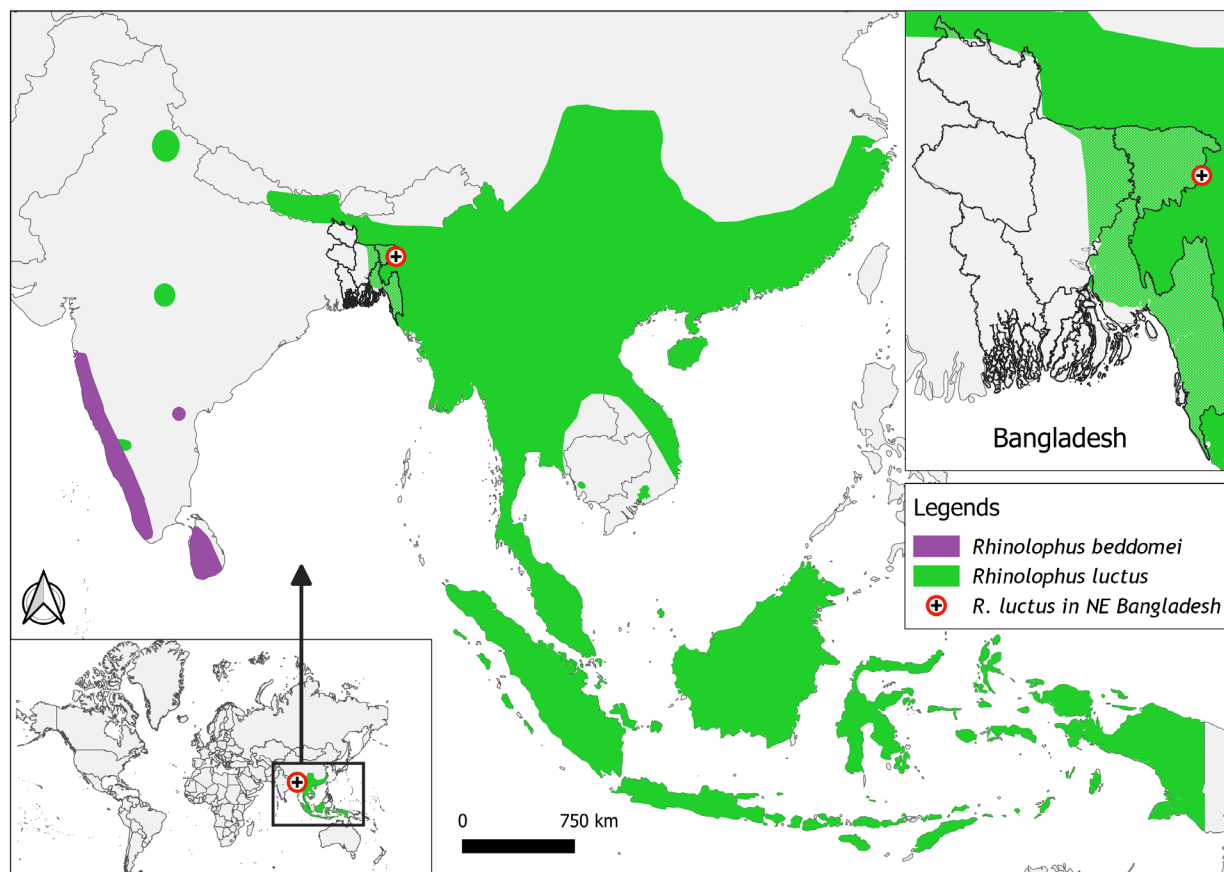 Bangladesh
Legends
Rhinolophus beddomei
Rhinolophus luctus
R. luctus in NE Bangladesh
0 750 km